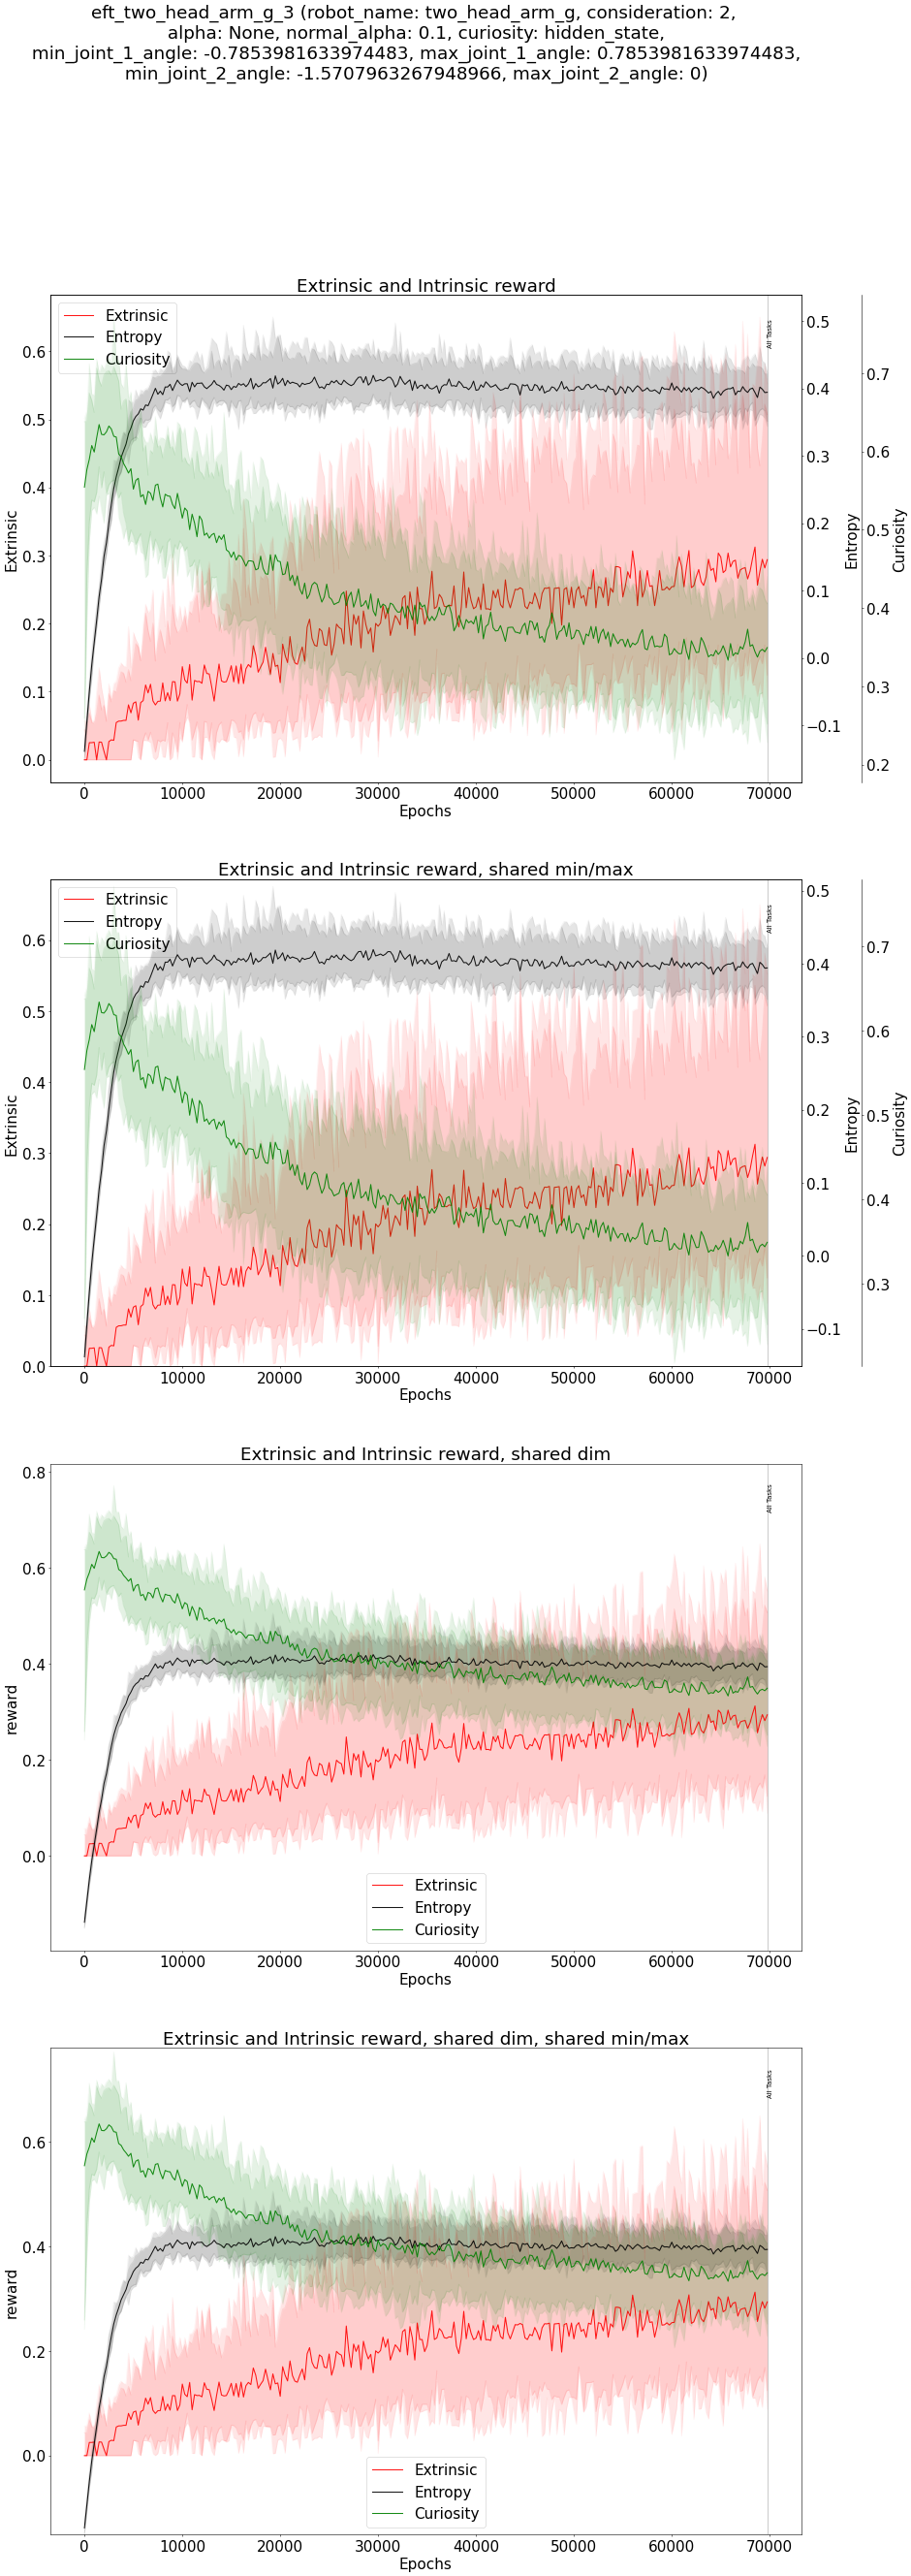 eft_two_head_arm_g_3 (robot_name: two_head_arm_g, consideration: 2,
alpha: None, normal_alpha: 0.1, curiosity: hidden_state,
min_joint_1_angle: -0.7853981633974483, max_joint_1_angle: 0.7853981633974483,
min_joint_2_angle: -1.5707963267948966, max_joint_2_angle: 0)
Extrinsic and Intrinsic reward
Extrinsic
Entropy
Curiosity
All Tasks
0.6
0.5
0.4
0.3
0.2
0.1
0.0
Extrinsic
0.5
0.4
0.3
0.2
0.1
0.0
−0.1
Entropy
0.7
0.6
0.5
0.4
0.3
0.2
Curiosity
0 10000 20000 30000 40000 50000 60000 70000
Epochs
Extrinsic and Intrinsic reward, shared min/max
Extrinsic
Entropy
Curiosity
All Tasks
0.6
0.5
0.4
0.3
0.2
0.1
0.0
Extrinsic
0.5
0.4
0.3
0.2
0.1
0.0
−0.1
Entropy
0.7
0.6
0.5
0.4
0.3
Curiosity
0 10000 20000 30000 40000 50000 60000 70000
Epochs
Extrinsic and Intrinsic reward, shared dim
All Tasks
0.8
0.6
0.4
0.2
0.0
reward
Extrinsic
Entropy
Curiosity
0 10000 20000 30000 40000 50000 60000 70000
Epochs
Extrinsic and Intrinsic reward, shared dim, shared min/max
All Tasks
0.6
0.4
0.2
0.0
reward
Extrinsic
Entropy
Curiosity
0 10000 20000 30000 40000 50000 60000 70000
Epochs